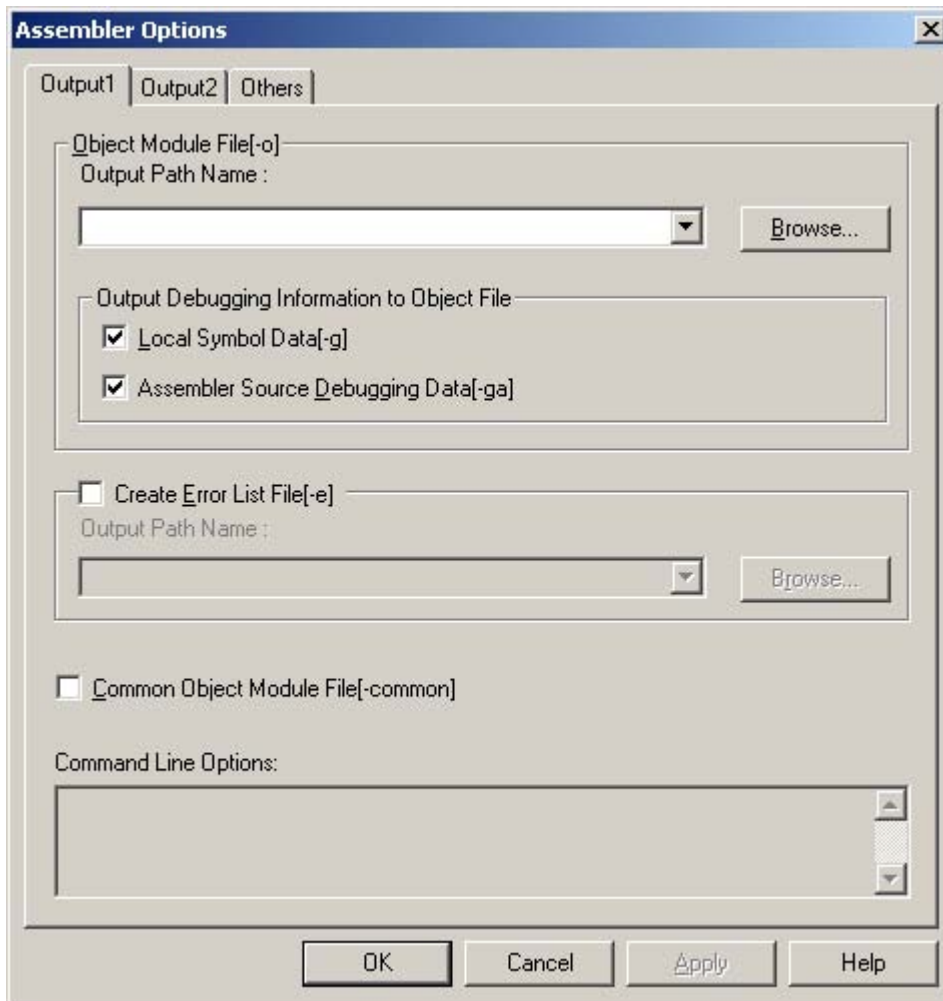 Assembler Options
Output1 Output2 Others
Object Module File[-o]
Output Path Name :
Browse...
Output Debugging Information to Object File
Local Symbol Data[-g]
Assembler Source Debugging Data[-ga]
Create Error List File[-e]
Output Path Name :
Browse...
Common Object Module File[-common]
Command Line Options:
OK Cancel Apply Help